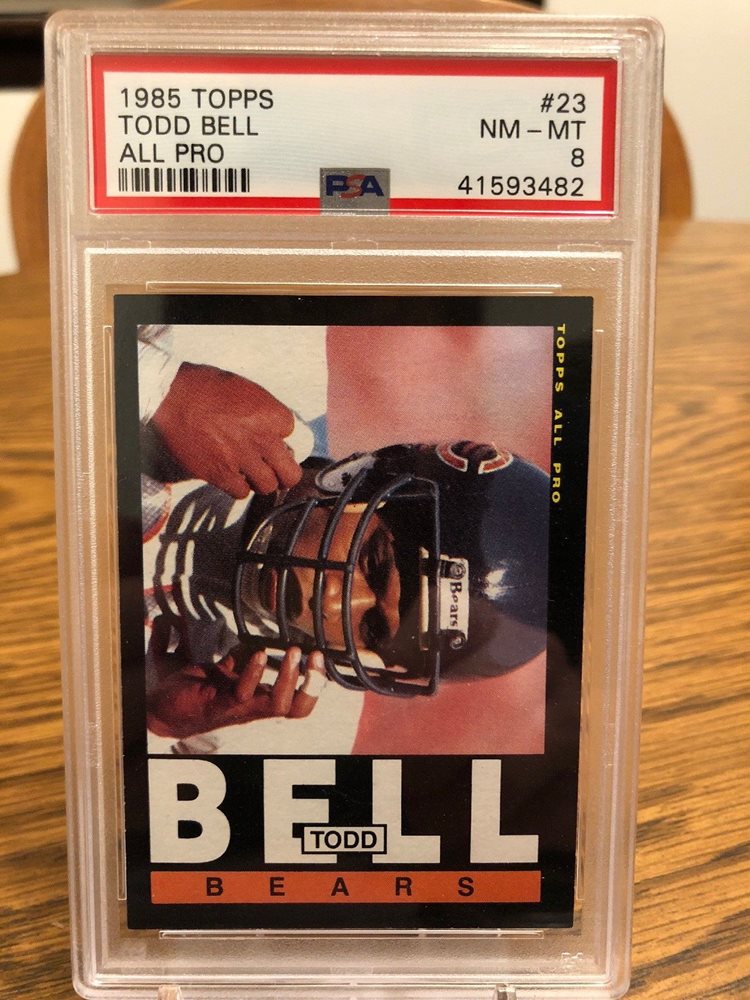 1985 TOPPS #23
TODD BELL NM - MT
ALL PRO 8
PSA 41593482
TOPPS ALL PRO
Bears
BELL
TODD
BEARS